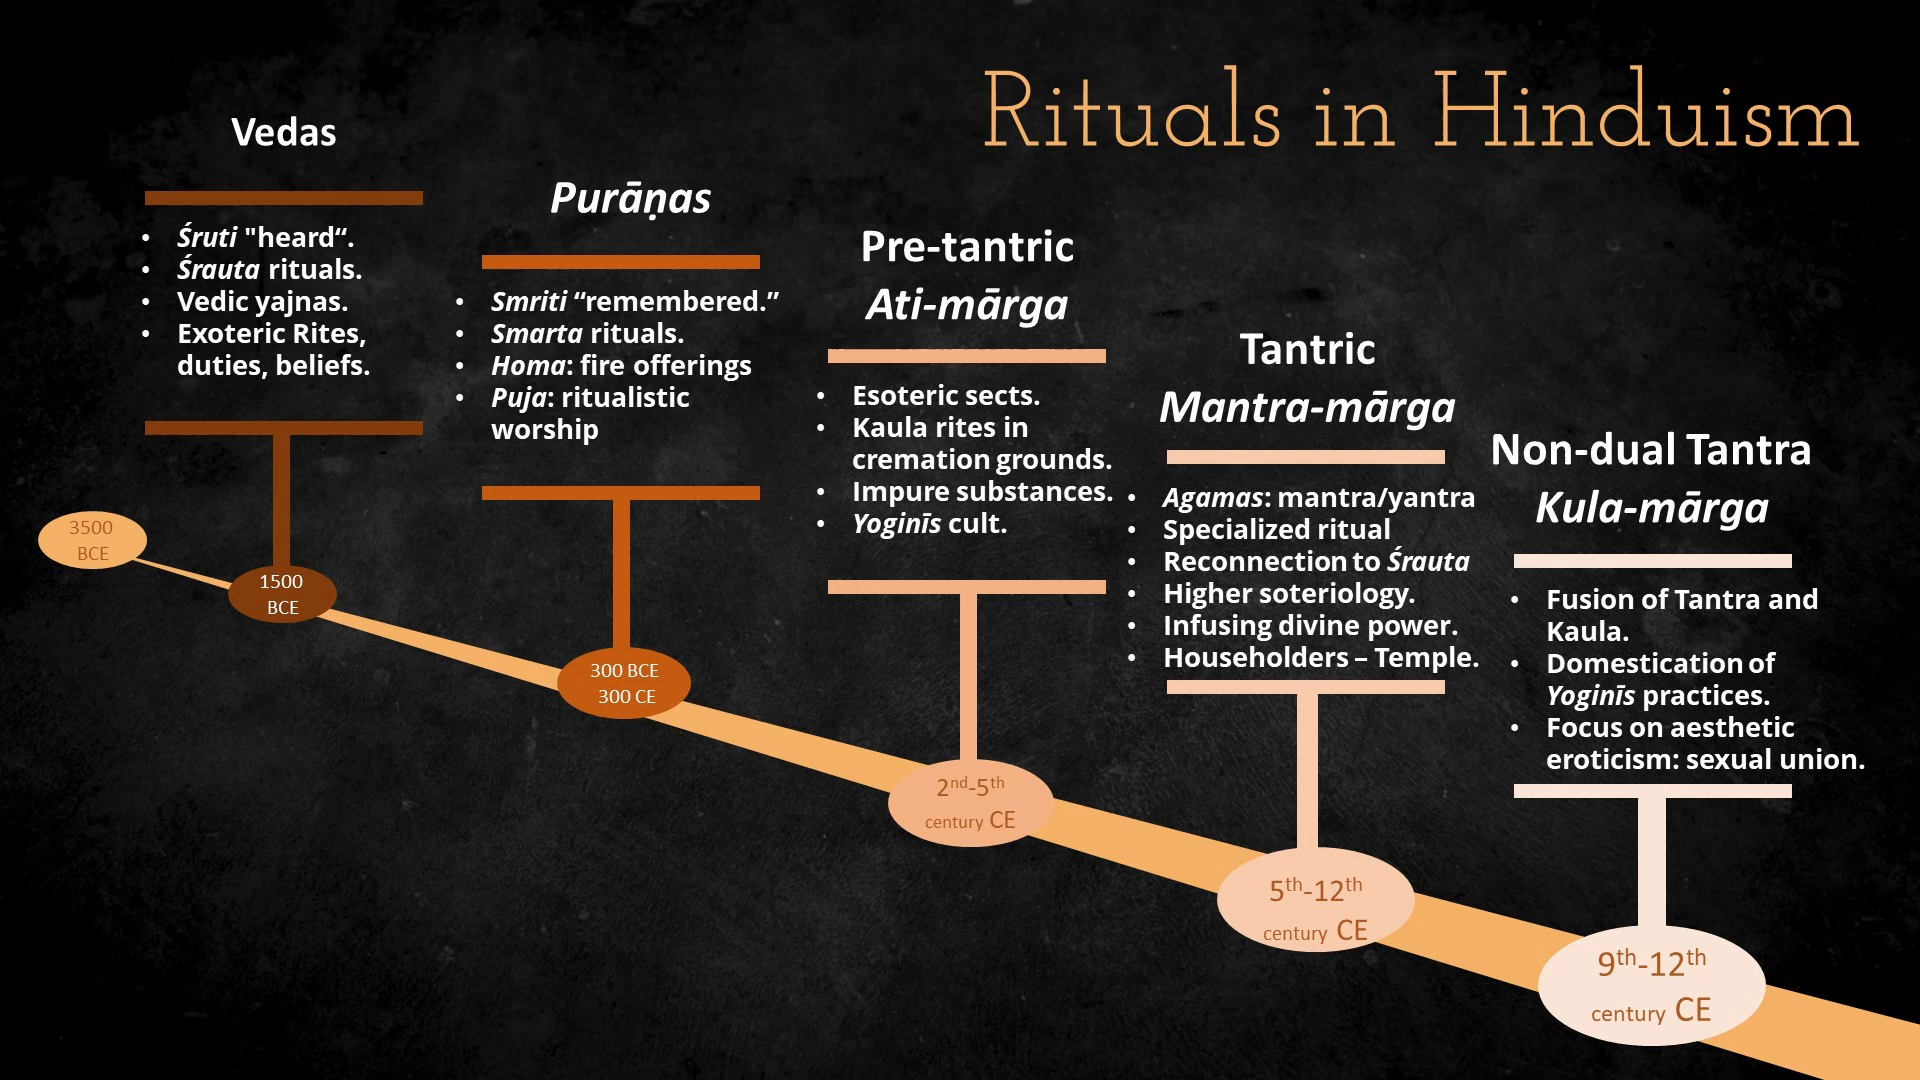 Rituals in Hinduism
Vedas
• Śruti "heard“.
• Śrauta rituals.
• Vedic yajnas.
• Exoteric Rites,
duties, beliefs.
3500
BCE
1500
BCE
Purāṇas
• Smriti “remembered.”
• Smarta rituals.
• Homa: fire offerings
• Puja: ritualistic
worship
300 BCE
300 CE
Pre-tantric
Ati-mārga
• Esoteric sects.
• Kaula rites in
cremation grounds.
• Impure substances.
• Yoginīs cult.
2nd-5th
century CE
Tantric
Mantra-mārga
• Agamas: mantra/yantra
• Specialized ritual
• Reconnection to Śrauta
• Higher soteriology.
• Infusing divine power.
• Householders – Temple.
5th-12th
century CE
Non-dual Tantra
Kula-mārga
• Fusion of Tantra and
Kaula.
• Domestication of
Yoginīs practices.
• Focus on aesthetic
eroticism: sexual union.
9th-12th
century CE